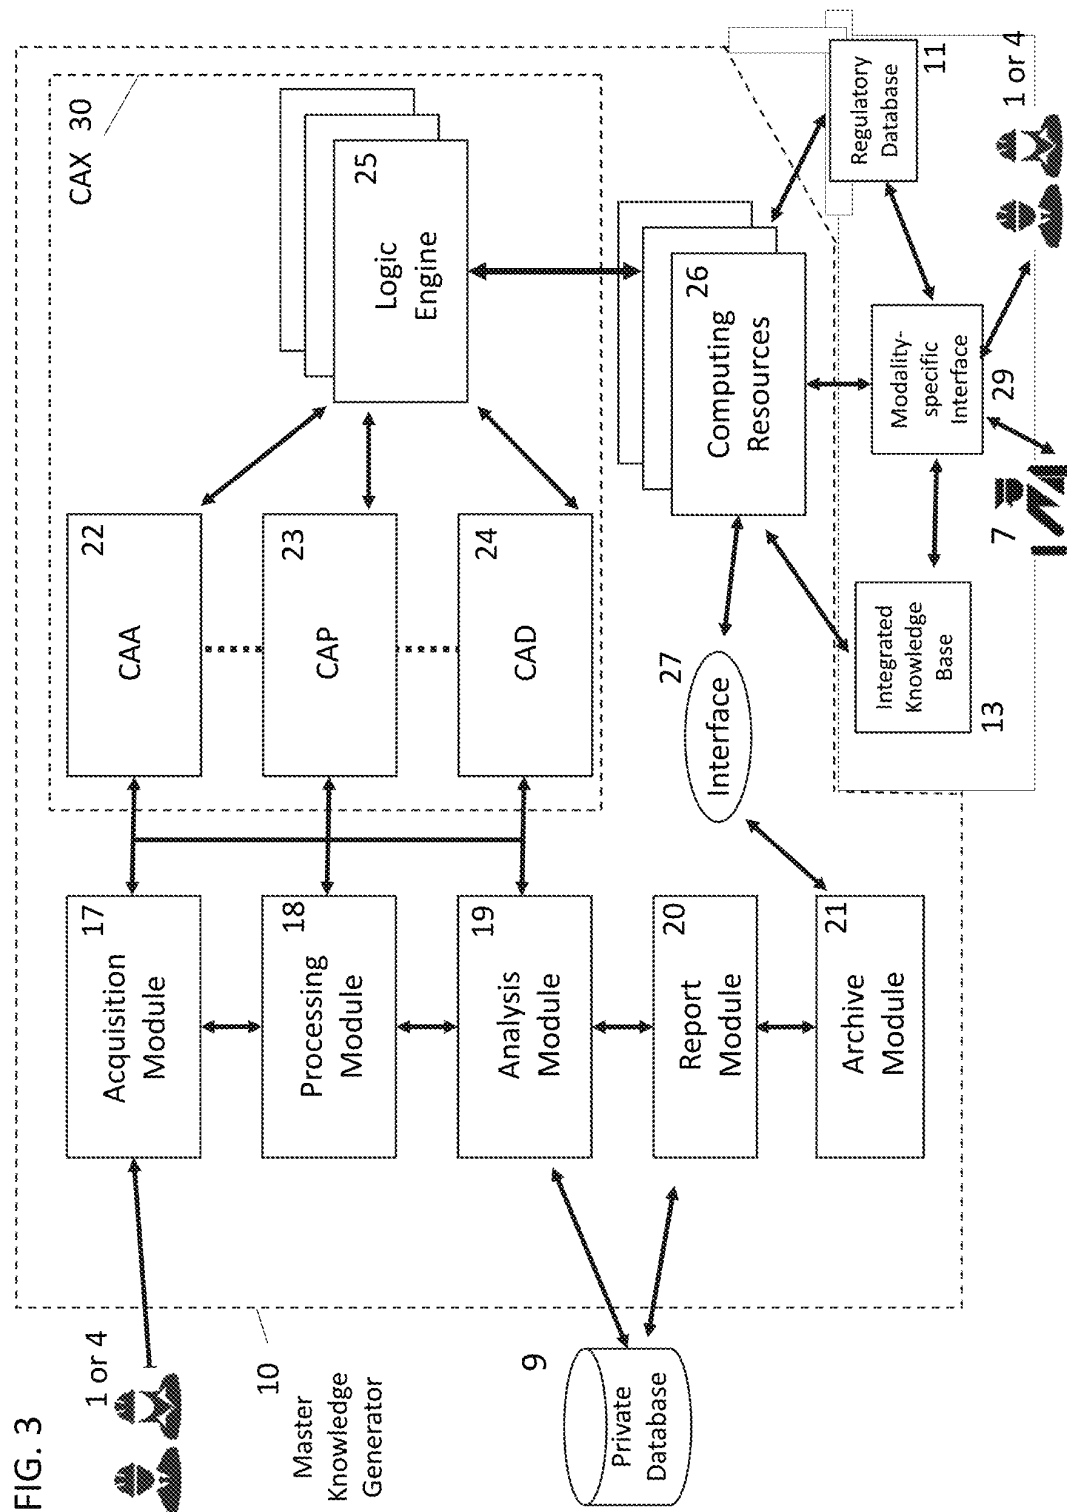 FIG. 3
1 or 4
10
Master
Knowledge
Generator
9
Private
Database
17
Acquisition
Module
18
Processing
Module
19
Analysis
Module
20
Report
Module
21
Archive
Module
CAX 30
22
CAA
23
CAP
24
CAD
25
Logic
Engine
26
Computing
Resources
27
Interface
Integrated
Knowledge
Base
13
Modality-
specific
Interface
29
7
Regulatory
Database
11
1 or 4